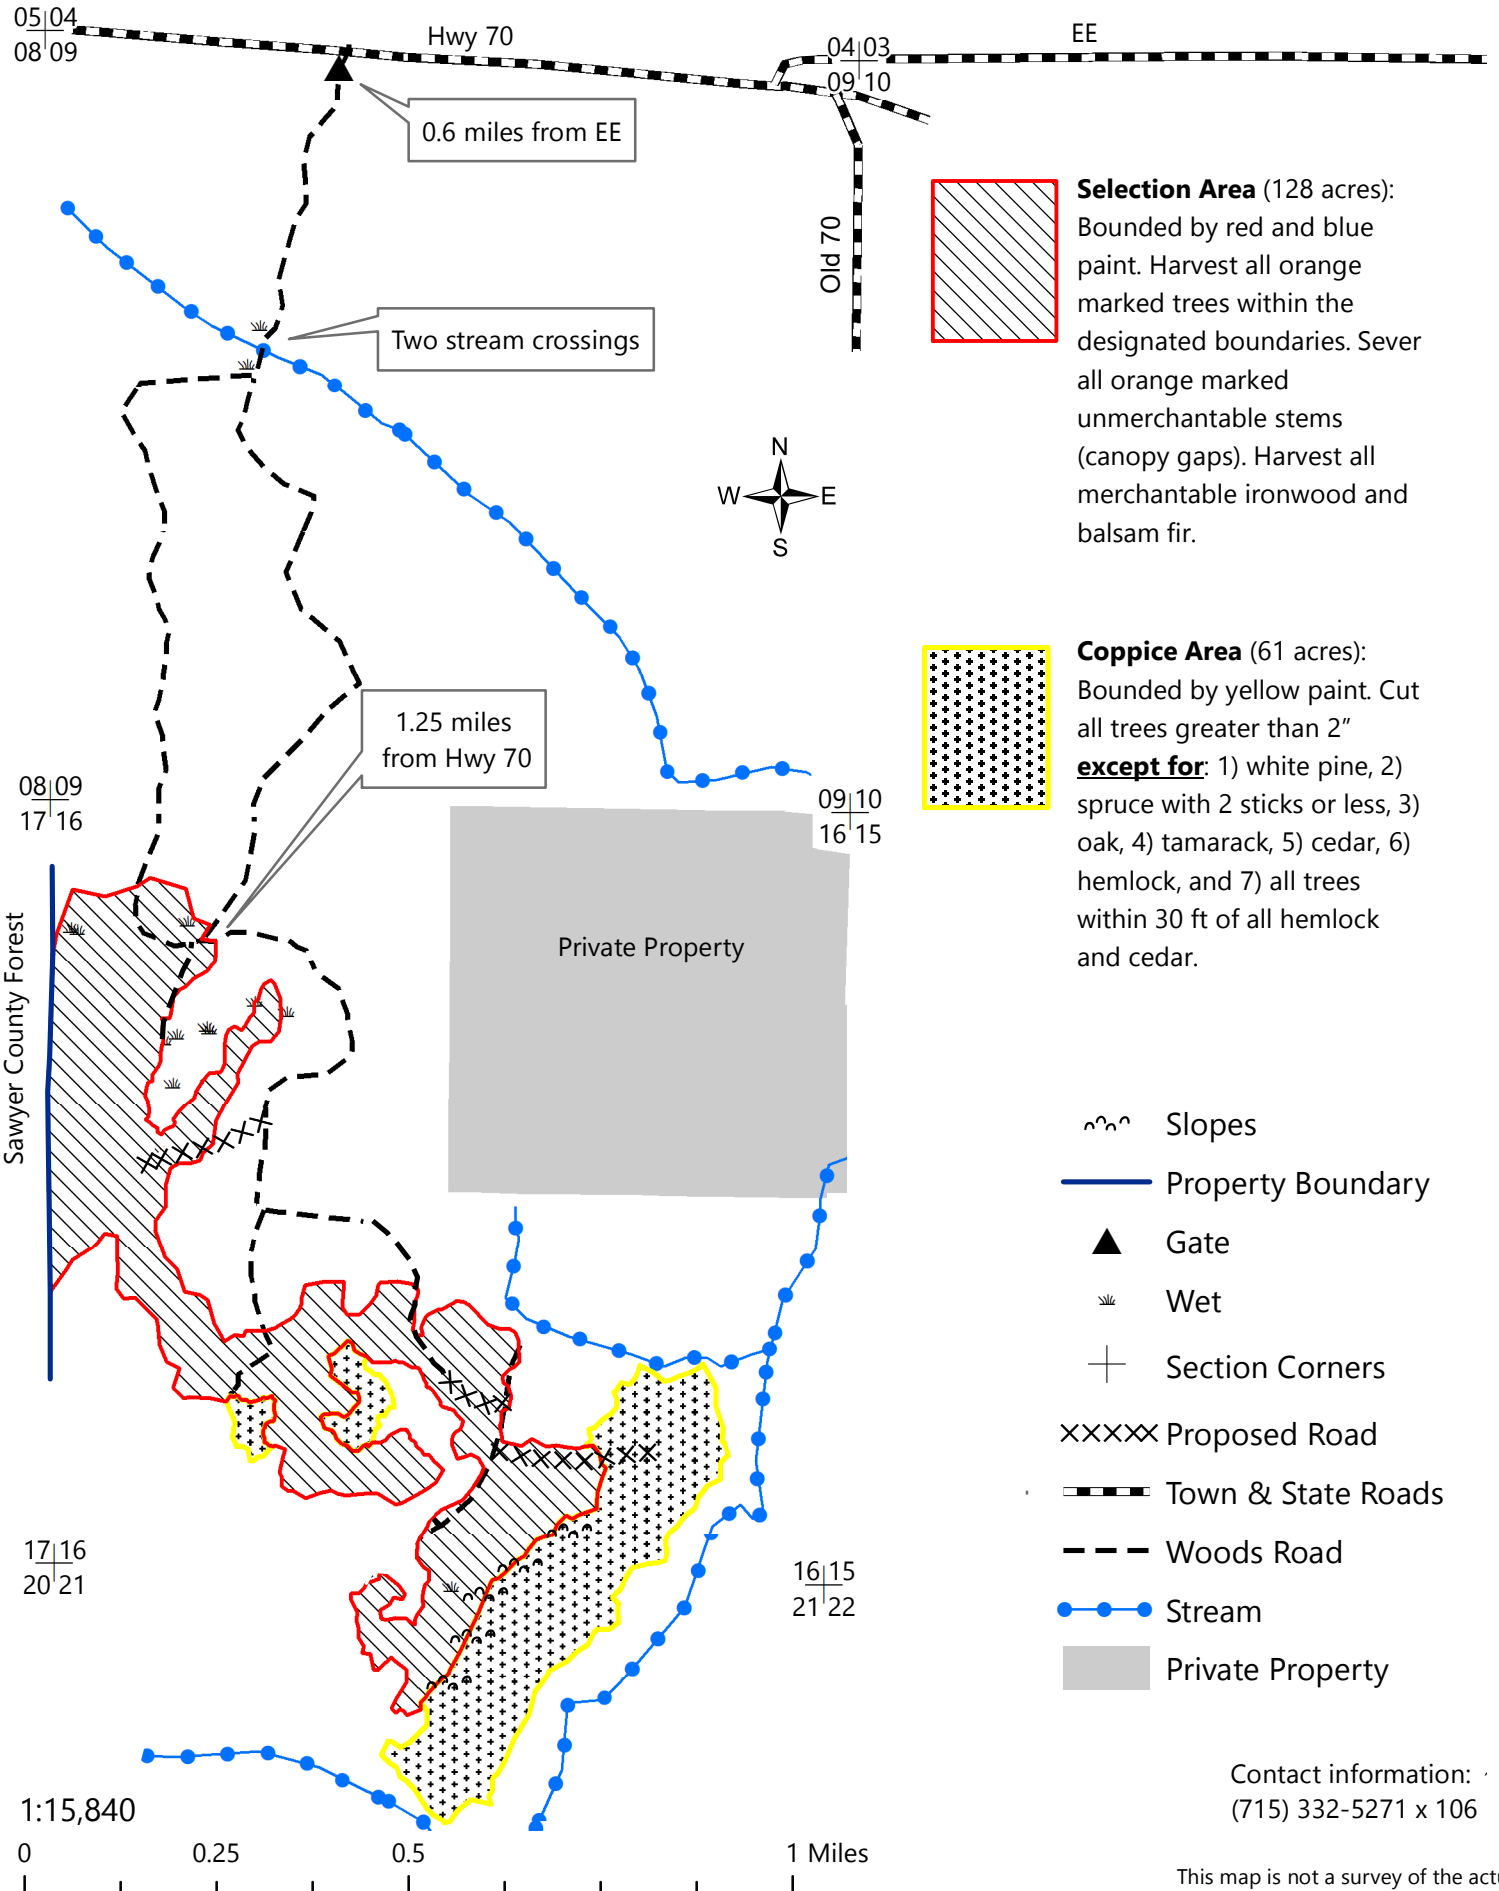 05 04
08 09
Hwy 70
04 03
09 10
EE
0.6 miles from EE
Old 70
Two stream crossings
N
W E
S
Selection Area (128 acres):
Bounded by red and blue
paint. Harvest all orange
marked trees within the
designated boundaries. Sever
all orange marked
unmerchantable stems
(canopy gaps). Harvest all
merchantable ironwood and
balsam fir.
Coppice Area (61 acres):
Bounded by yellow paint. Cut
all trees greater than 2”
except for: 1) white pine, 2)
spruce with 2 sticks or less, 3)
oak, 4) tamarack, 5) cedar, 6)
hemlock, and 7) all trees
within 30 ft of all hemlock
and cedar.
1.25 miles
from Hwy 70
08 09
17 16
09 10
16 15
Sawyer County Forest
Private Property
Slopes
Property Boundary
Gate
Wet
Section Corners
Proposed Road
Town & State Roads
Woods Road
Stream
Private Property
17 16
20 21
16 15
21 22
Contact information:
(715) 332-5271 x 106
1:15,840
0 0.25 0.5 1 Miles
This map is not a survey of the